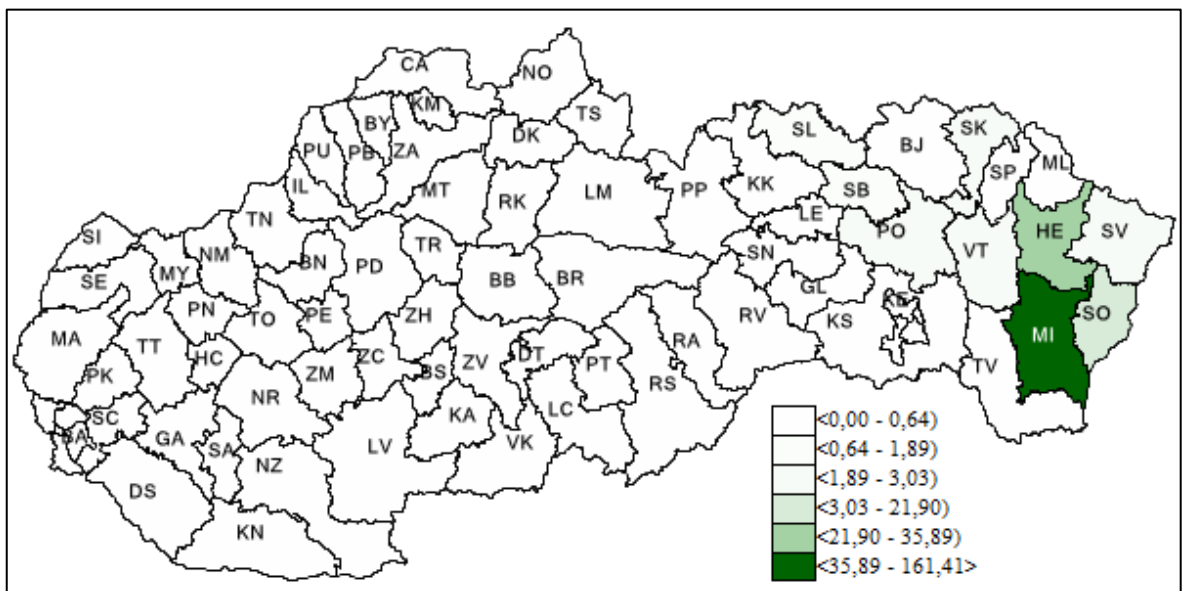 CA
NO
KM
TS
BY
DK
SL
SK
PU
PB
ZA
BJ
ML
SP
IL
MT
RK
LM
PP
KK
SB
TN
LE
PO
HE
SV
SI
TR
SN
VT
NM
BN
PD
MY
BB
BR
GL
SE
KE
PN
TO
PE
ZH
RV
KS
SO
MA
TT
HC
ZC
DT
RA
MI
PK
ZM
BS
ZV
PT
TV
NR
RS
SC
KA
LC
BA
GA
SA
LV
VK
NZ
DS
KN
<0,00 - 0,64)
<0,64 - 1,89)
<1,89 - 3,03)
<3,03 - 21,90)
<21,90 - 35,89)
<35,89 - 161,41>